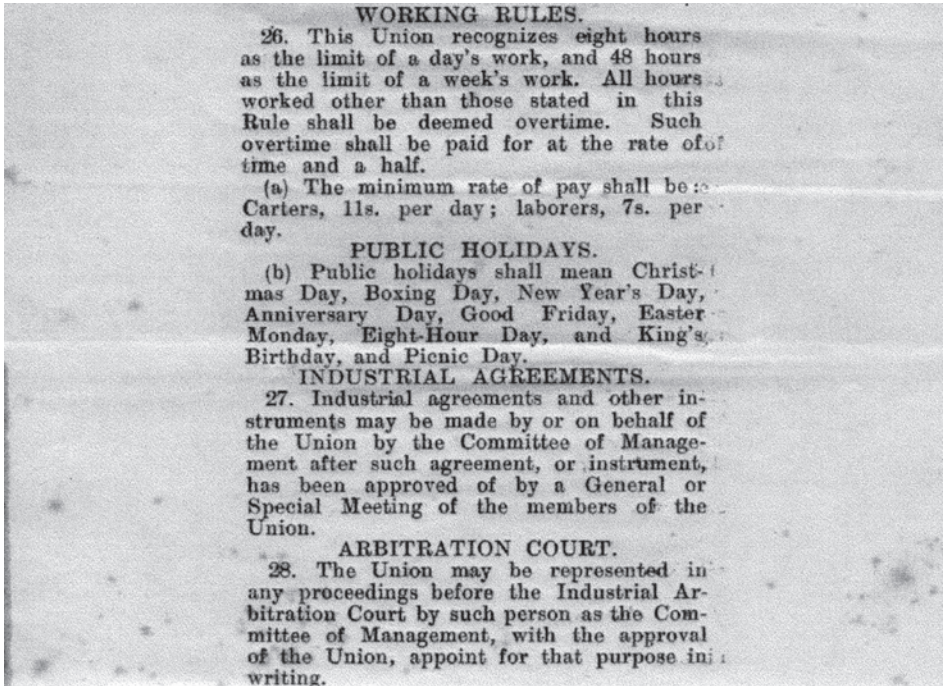 WORKING RULES.
26. This Union recognizes eight hours
as the limit of a day's work, and 48 hours
as the limit of a week's work. All hours
worked other than those stated in this
Rule shall be deemed overtime. Such
overtime shall be paid for at the rate of
time and a half.
(a) The minimum rate of pay shall be:
Carters, 11s. per day; laborers, 7s. per
day.
PUBLIC HOLIDAYS.
(b) Public holidays shall mean Christ-
mas Day, Boxing Day, New Year's Day,
Anniversary Day, Good Friday, Easter
Monday, Eight-Hour Day, and King's
Birthday, and Picnic Day.
INDUSTRIAL AGREEMENTS.
27. Industrial agreements and other in-
struments may be made by or on behalf of
the Union by the Committee of Manage-
ment after such agreement, or instrument,
has been approved of by a General or
Special Meeting of the members of the
Union.
ARBITRATION COURT.
28. The Union may be represented in
any proceedings before the Industrial Ar-
bitration Court by such person as the Com-
mittee of Management, with the approval
of the Union, appoint for that purpose in
writing.